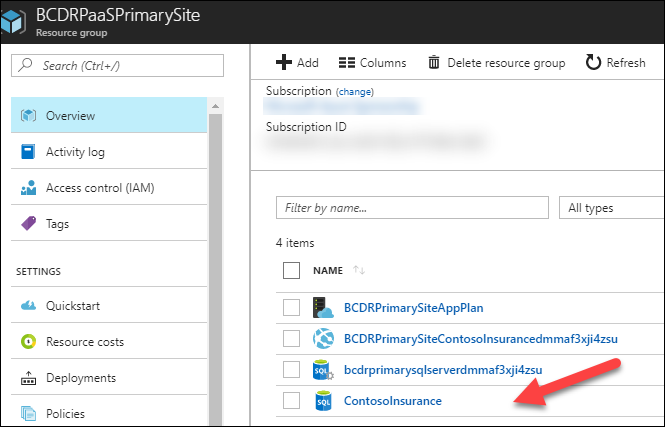 BCDRPaaSPrimarySite
Resource group
Search (Ctrl+/)
Overview
Activity log
Access control (IAM)
Tags
SETTINGS
Quickstart
Resource costs
Deployments
Policies
Add Columns Delete resource group Refresh
Subscription (change)
Subscription ID
Filter by name... All types
4 items
NAME
BCDRPrimarySiteAppPlan
BCDRPrimarySiteContosoInsurancedmmaf3xji4zsu
bcdrprimarysqlserverdmmaf3xji4zsu
ContosoInsurance